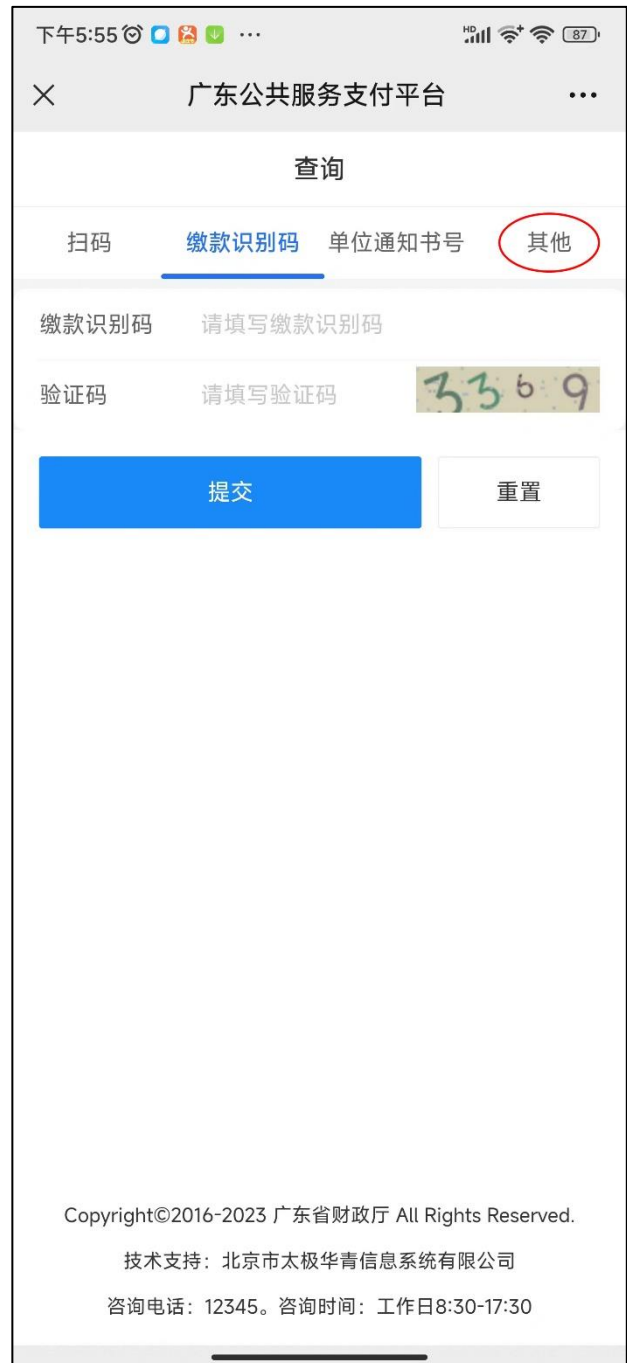 下午5:55
HD
87
广东公共服务支付平台
查询
扫码 缴款识别码 单位通知书号 其他
缴款识别码 请填写缴款识别码
验证码 请填写验证码 3369
提交 重置
Copyright©2016-2023 广东省财政厅 All Rights Reserved.
技术支持：北京市太极华青信息系统有限公司
咨询电话：12345。咨询时间：工作日8:30-17:30